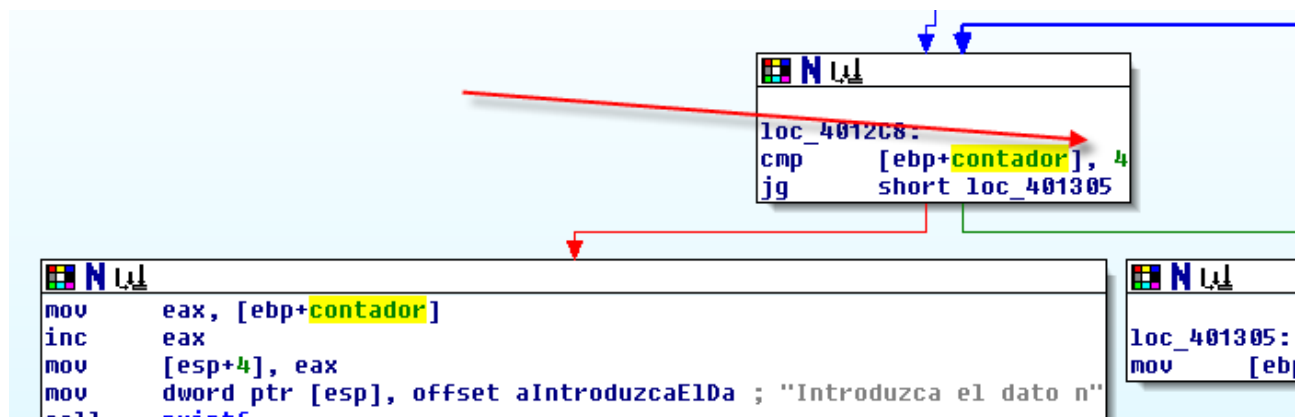 loc_4012C8:
cmp [ebp+contador], 4
jg short loc_401305
mov eax, [ebp+contador]
inc eax
mov [esp+4], eax
mov dword ptr [esp], offset aIntroduzcaElDa ; "Introduzca el dato n"
loc_401305:
mov [eb